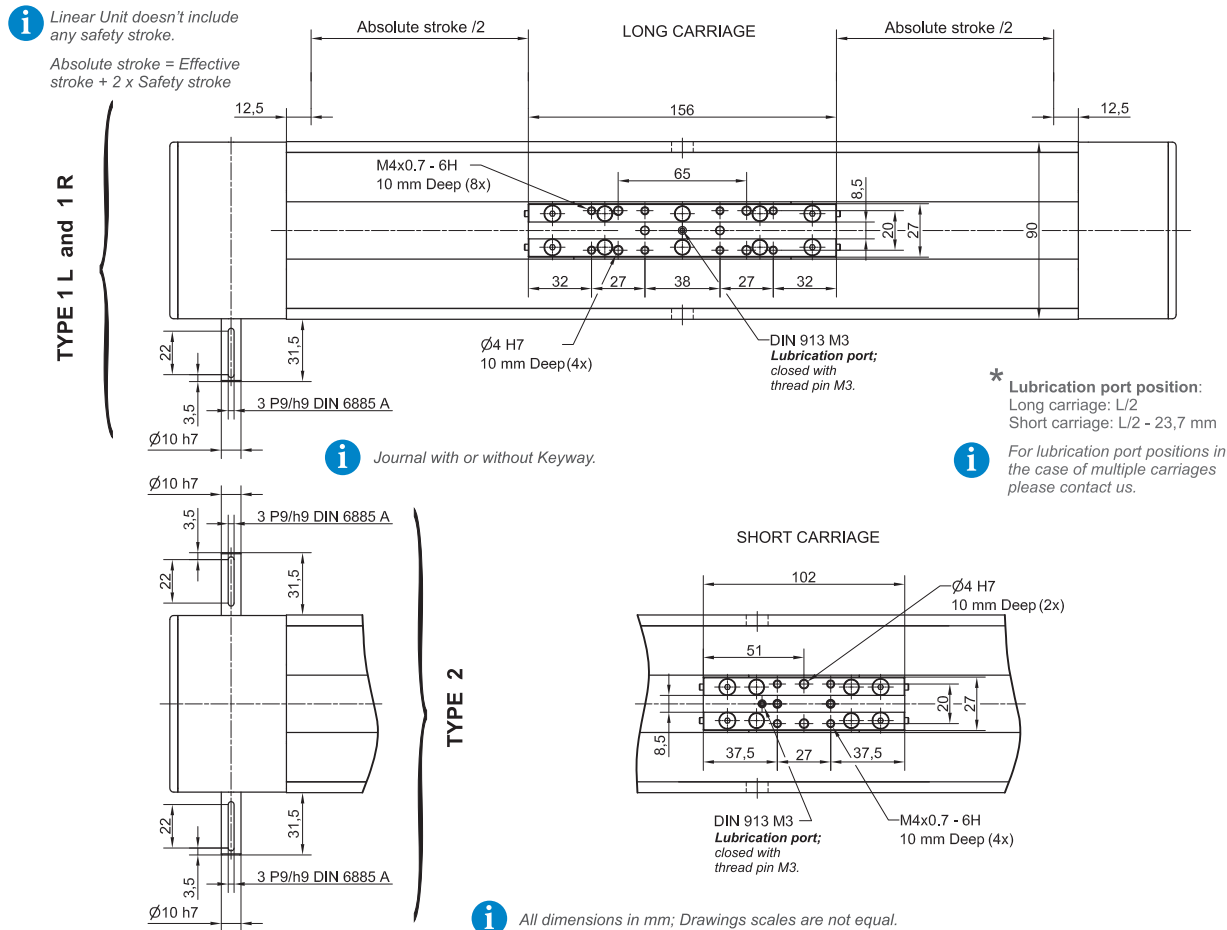 Linear Unit doesn't include
any safety stroke.
Absolute stroke = Effective
stroke + 2 x Safety stroke
Absolute stroke /2
LONG CARRIAGE
Absolute stroke /2
12,5
156
12,5
TYPE 1 L and 1 R
M4x0.7 - 6H
10 mm Deep (8x)
65
8,5
20
27
90
32
27
38
27
32
Ø4 H7
10 mm Deep (4x)
DIN 913 M3
Lubrication port;
closed with
thread pin M3.
22
31,5
3,5
3 P9/h9 DIN 6885 A
Ø10 h7
* Lubrication port position:
Long carriage: L/2
Short carriage: L/2 - 23,7 mm
i
Journal with or without Keyway.
i
For lubrication port positions in
the case of multiple carriages
please contact us.
Ø10 h7
3 P9/h9 DIN 6885 A
3,5
22
31,5
TYPE 2
22
31,5
3,5
3 P9/h9 DIN 6885 A
Ø10 h7
SHORT CARRIAGE
102
Ø4 H7
10 mm Deep (2x)
51
20
27
8,5
37,5
27
37,5
DIN 913 M3
Lubrication port;
closed with
thread pin M3.
M4x0.7 - 6H
10 mm Deep (4x)
i
All dimensions in mm; Drawings scales are not equal.
i